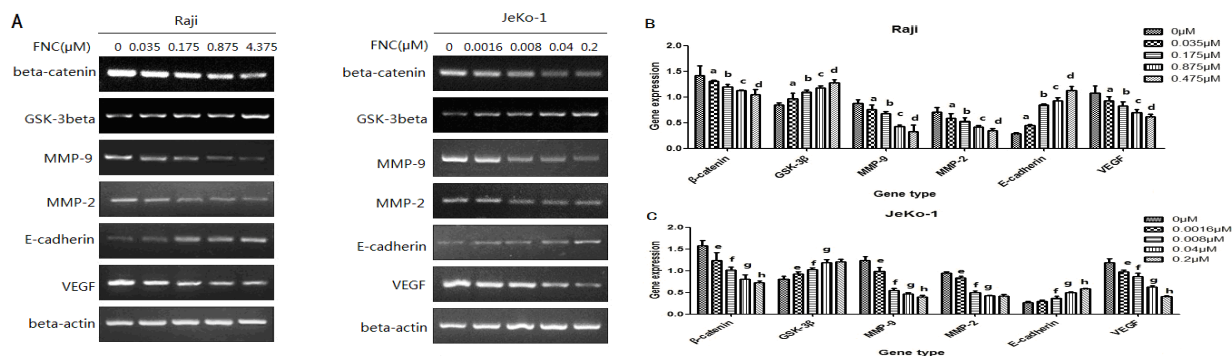 A
Raji
FNC(μM)
0 0.035 0.175 0.875 4.375
beta-catenin
GSK-3beta
MMP-9
MMP-2
E-cadherin
VEGF
beta-actin
JeKo-1
FNC(μM)
0 0.0016 0.008 0.04 0.2
beta-catenin
GSK-3beta
MMP-9
MMP-2
E-cadherin
VEGF
beta-actin
B
Raji
0μM
0.035μM
0.175μM
0.875μM
0.475μM
Gene expression
2.0
1.5
1.0
0.5
0.0
a b c d
a b c d
a b c d
a b c d
a b c d
a b c d
β-catenin
GSK-3β
MMP-9
MMP-2
E-cadherin
VEGF
Gene type
C
JeKo-1
0μM
0.0016μM
0.008μM
0.04μM
0.2μM
Gene expression
2.0
1.5
1.0
0.5
0.0
e f g h
e f g
e f g h
e f g
f g h
e f g h
β-catenin
GSK-3β
MMP-9
MMP-2
E-cadherin
VEGF
Gene type